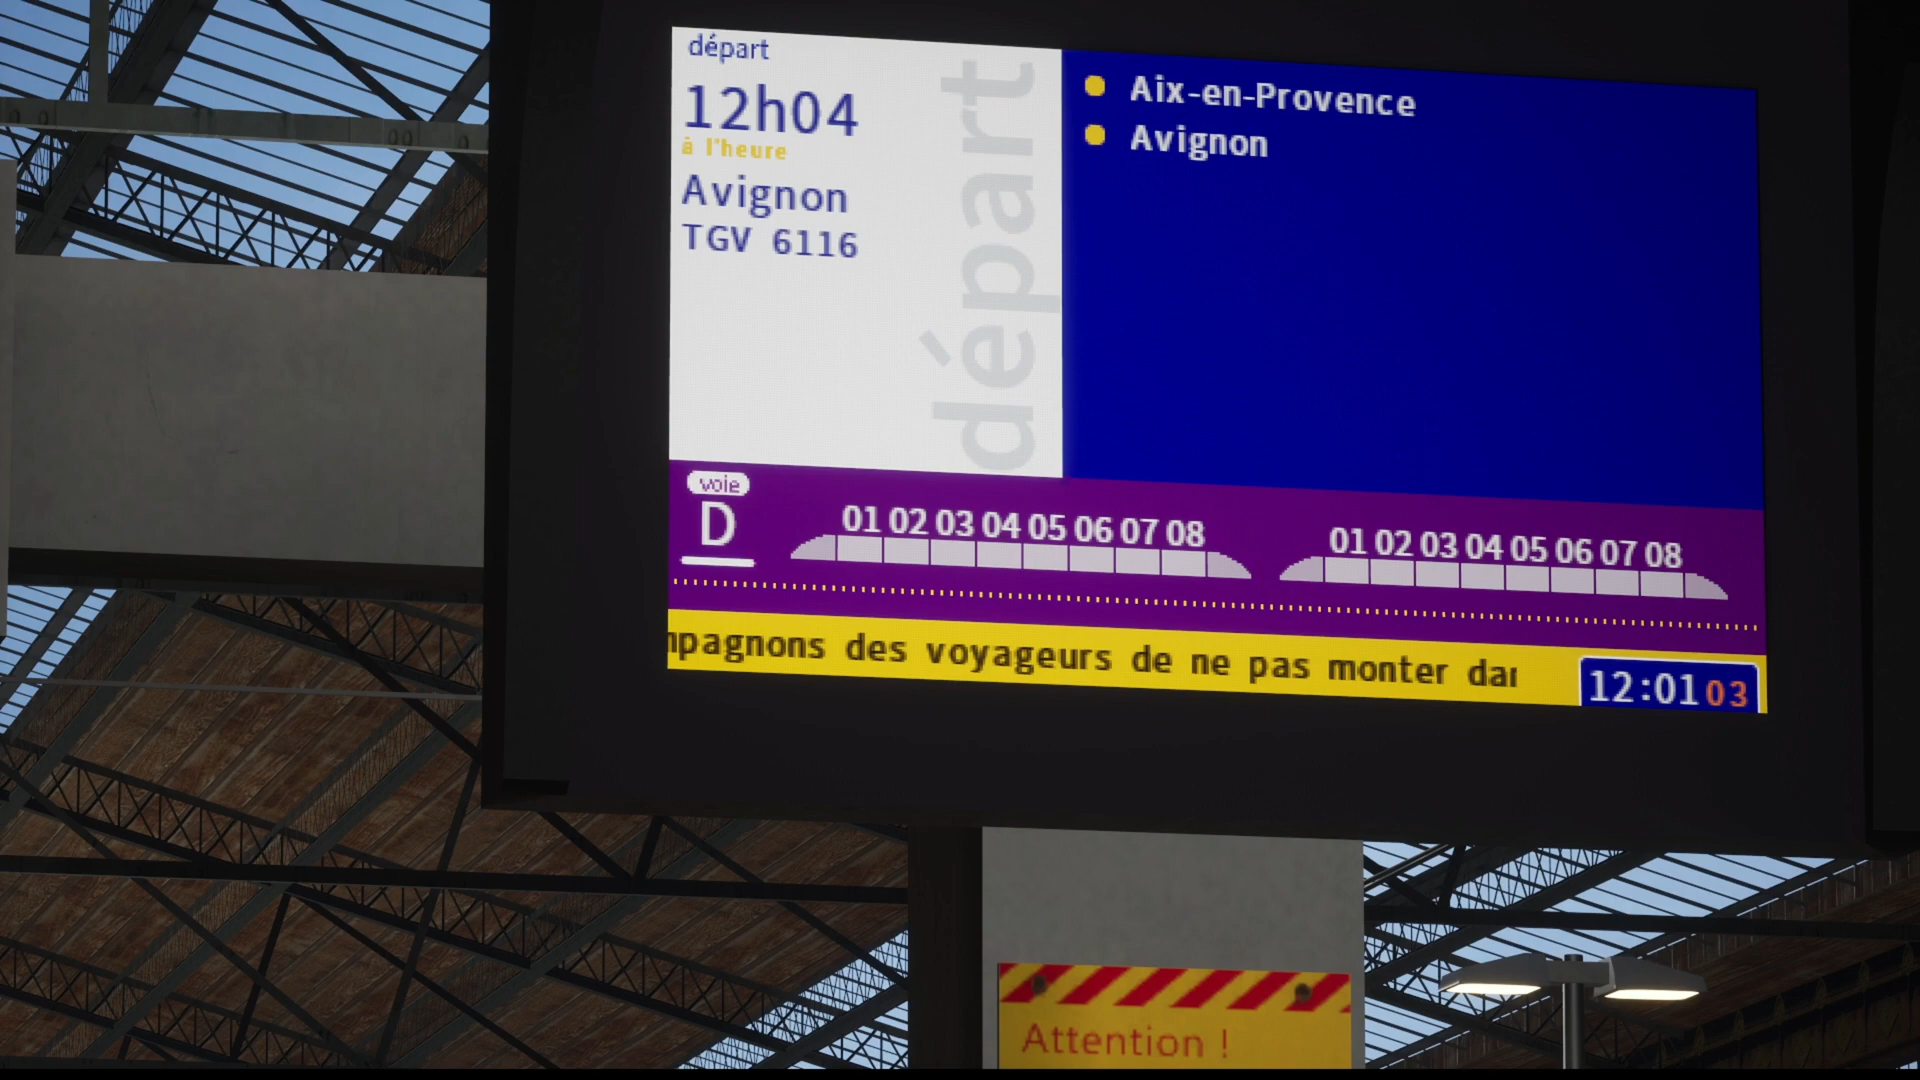 départ
12h04
à l'heure
Avignon
TGV 6116
départ
Aix-en-Provence
Avignon
voie
D
01 02 03 04 05 06 07 08
01 02 03 04 05 06 07 08
mpagnons des voyageurs de ne pas monter dan
12:01 03
Attention !